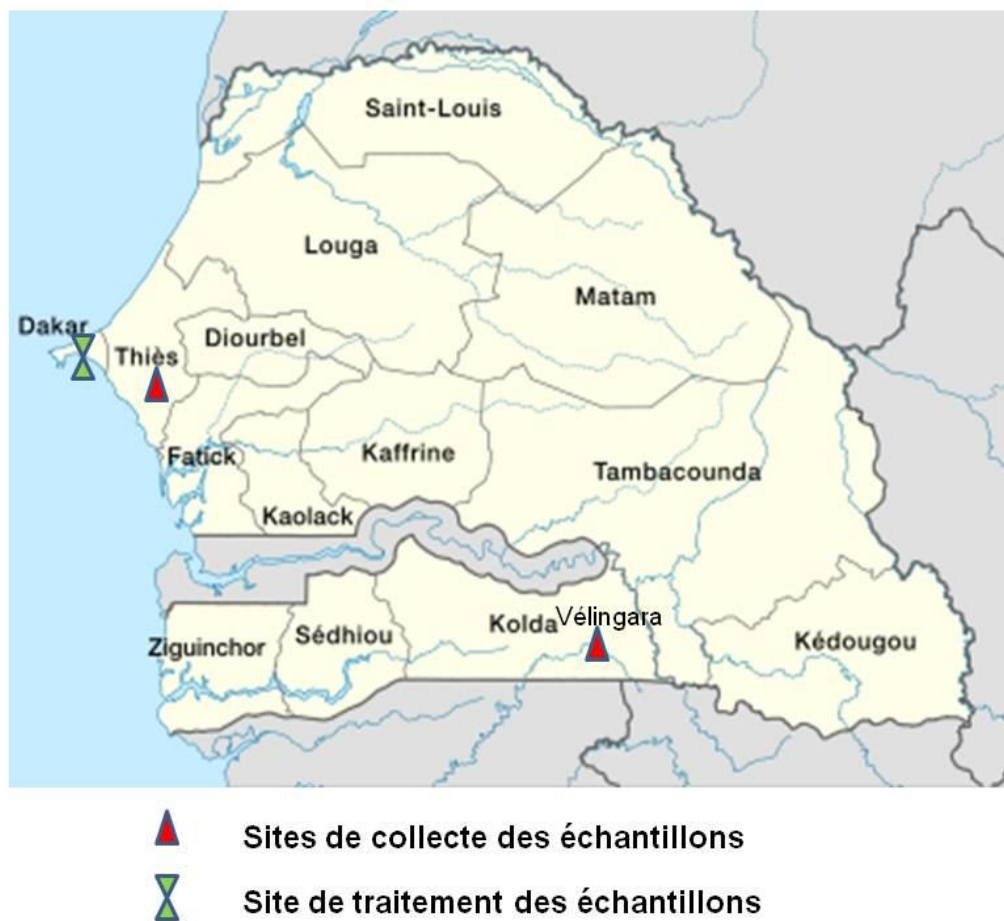 Saint-Louis
Louga
Matam
Dakar
Thiès
Diourbel
Fatick
Kaffrine
Tambacounda
Kaolack
Vélingara
Kolda
Sédhiou
Ziguinchor
Kédougou
Sites de collecte des échantillons
Site de traitement des échantillons